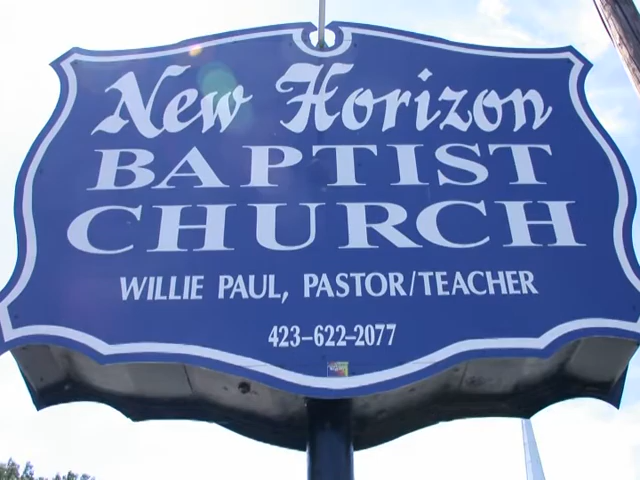 New Horizon
BAPTIST
CHURCH
WILLIE PAUL, PASTOR/TEACHER
423-622-2077